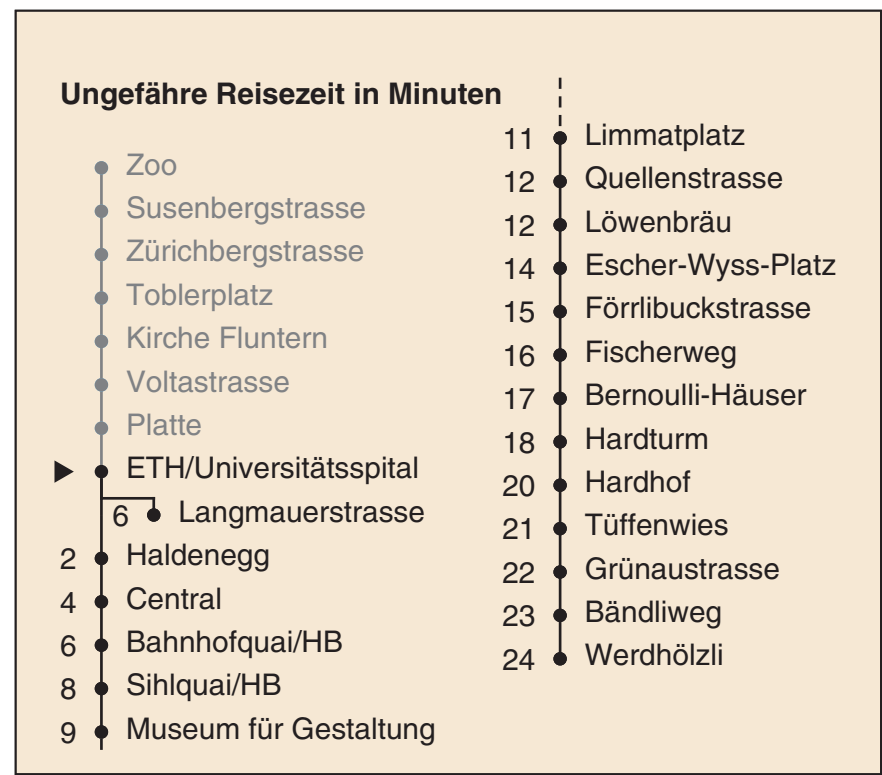 Ungefähre Reisezeit in Minuten
Zoo
Susenbergstrasse
Zürichbergstrasse
Toblerplatz
Kirche Fluntern
Voltastrasse
Platte
ETH/Universitätsspital
6 Langmauerstrasse
2 Haldenegg
4 Central
6 Bahnhofquai/HB
8 Sihlquai/HB
9 Museum für Gestaltung
11 Limmatplatz
12 Quellenstrasse
12 Löwenbräu
14 Escher-Wyss-Platz
15 Förrlibuckstrasse
16 Fischerweg
17 Bernoulli-Häuser
18 Hardturm
20 Hardhof
21 Tüffenwies
22 Grünaustrasse
23 Bändliweg
24 Werdhölzli